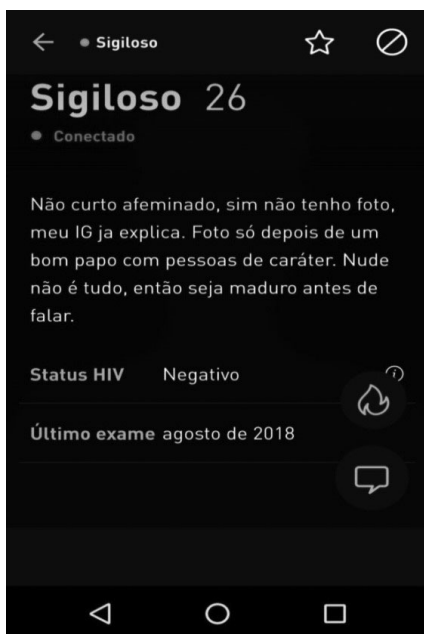 Sigiloso
Sigiloso 26
Conectado
Não curto afeminado, sim não tenho foto,
meu IG ja explica. Foto só depois de um
bom papo com pessoas de caráter. Nude
não é tudo, então seja maduro antes de
falar.
Status HIV Negativo
Último exame agosto de 2018